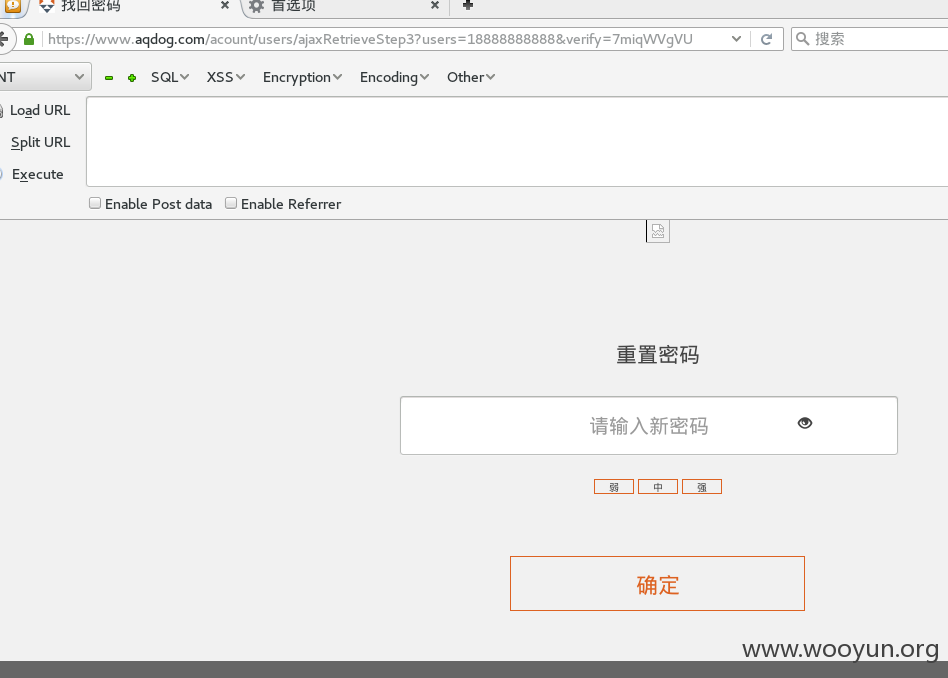 找回密码
首选项
https://www.aqdog.com/acount/users/ajaxRetrieveStep3?users=18888888888&verify=7miqWVgVU
搜索
NT SQL XSS Encryption Encoding Other
Load URL
Split URL
Execute
Enable Post data Enable Referrer
重置密码
请输入新密码
弱 中 强
确定
www.wooyun.org